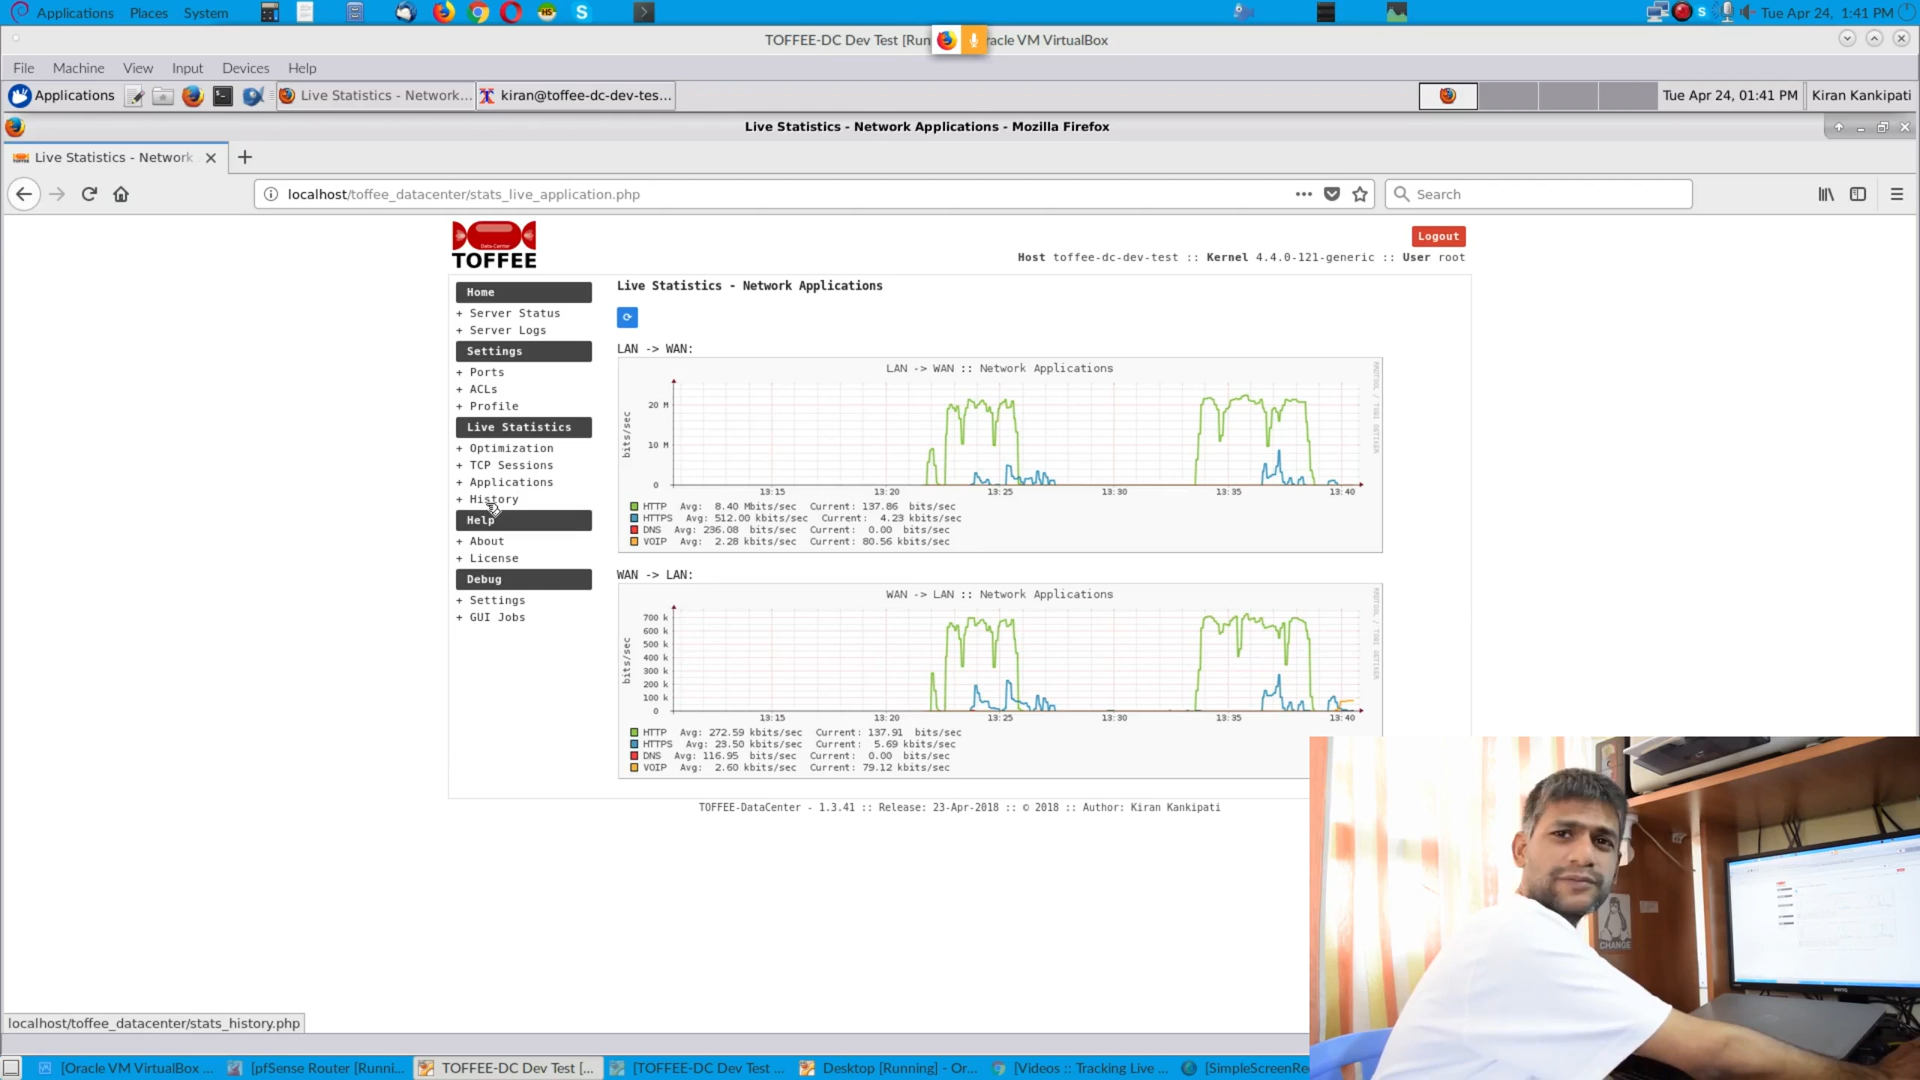 Applications Places System
Tue Apr 24, 1:41 PM
TOFFEE-DC Dev Test [Run
racle VM VirtualBox
File Machine View Input Devices Help
Applications
Live Statistics - Network...
kiran@toffee-dc-dev-tes...
Tue Apr 24, 01:41 PM
Kiran Kankipati
Live Statistics - Network Applications - Mozilla Firefox
Live Statistics - Network
localhost/toffee_datacenter/stats_live_application.php
Search
Data-Center
TOFFEE
Logout
Host toffee-dc-dev-test :: Kernel 4.4.0-121-generic :: User root
Home
+ Server Status
+ Server Logs
Settings
+ Ports
+ ACLs
+ Profile
Live Statistics
+ Optimization
+ TCP Sessions
+ Applications
+ History
Help
+ About
+ License
Debug
+ Settings
+ GUI Jobs
Live Statistics - Network Applications
LAN -> WAN:
LAN -> WAN :: Network Applications
RRDTOOL / TOBI OETIKER
bits/sec
20 M
10 M
0
13:15 13:20 13:25 13:30 13:35 13:40
HTTP Avg: 8.40 Mbits/sec Current: 137.86 bits/sec
HTTPS Avg: 512.00 kbits/sec Current: 4.23 kbits/sec
DNS Avg: 236.08 bits/sec Current: 0.00 bits/sec
VOIP Avg: 2.28 kbits/sec Current: 80.56 kbits/sec
WAN -> LAN:
WAN -> LAN :: Network Applications
RRDTOOL / TOBI OETIKER
bits/sec
700 k
600 k
500 k
400 k
300 k
200 k
100 k
0
13:15 13:20 13:25 13:30 13:35 13:40
HTTP Avg: 272.59 kbits/sec Current: 137.91 bits/sec
HTTPS Avg: 23.50 kbits/sec Current: 5.69 kbits/sec
DNS Avg: 116.95 bits/sec Current: 0.00 bits/sec
VOIP Avg: 2.60 kbits/sec Current: 79.12 kbits/sec
TOFFEE-DataCenter - 1.3.41 :: Release: 23-Apr-2018 :: © 2018 :: Author: Kiran Kankipati
CHANGE
BenQ
localhost/toffee_datacenter/stats_history.php
[Oracle VM VirtualBox ...
[pfSense Router [Runni...
TOFFEE-DC Dev Test [...
[TOFFEE-DC Dev Test ...
Desktop [Running] - Or...
[Videos :: Tracking Live ...
[SimpleScreenRe